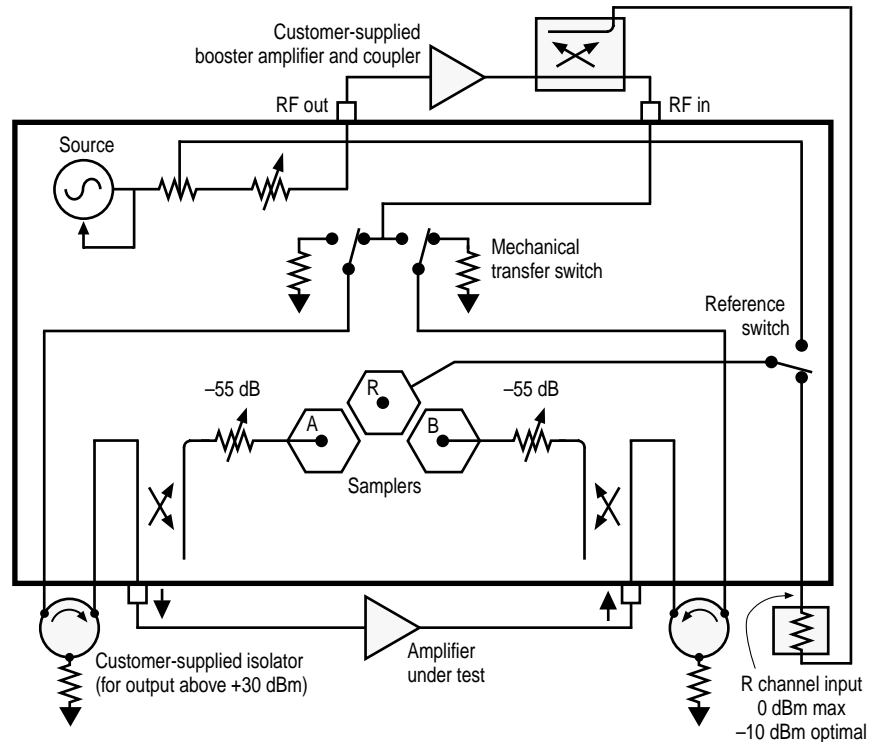 Customer-supplied
booster amplifier and coupler
RF out
RF in
Source
Mechanical
transfer switch
Reference
switch
–55 dB
–55 dB
R
A
B
Samplers
Customer-supplied isolator
(for output above +30 dBm)
Amplifier
under test
R channel input
0 dBm max
–10 dBm optimal